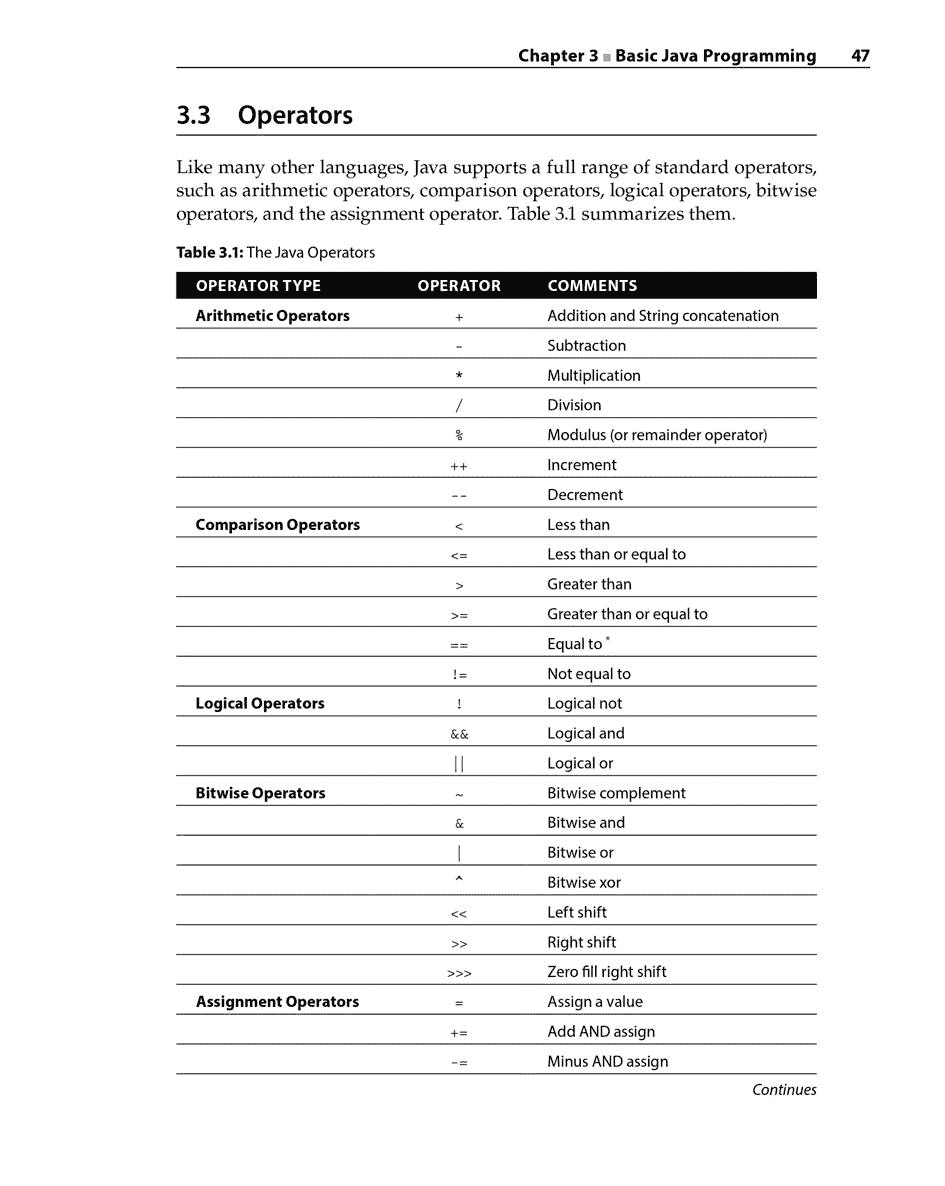 Chapter 3 ■ Basic Java Programming 47
3.3 Operators
Like many other languages, Java supports a full range of standard operators,
such as arithmetic operators, comparison operators, logical operators, bitwise
operators, and the assignment operator. Table 3.1 summarizes them.
Table 3.1: The Java Operators
OPERATOR TYPE OPERATOR COMMENTS
Arithmetic Operators + Addition and String concatenation
- Subtraction
* Multiplication
/ Division
% Modulus (or remainder operator)
++ Increment
-- Decrement
Comparison Operators < Less than
<= Less than or equal to
> Greater than
>= Greater than or equal to
== Equal to *
!= Not equal to
Logical Operators ! Logical not
&& Logical and
|| Logical or
Bitwise Operators ~ Bitwise complement
& Bitwise and
| Bitwise or
^ Bitwise xor
<< Left shift
>> Right shift
>>> Zero fill right shift
Assignment Operators = Assign a value
+= Add AND assign
-= Minus AND assign
Continues